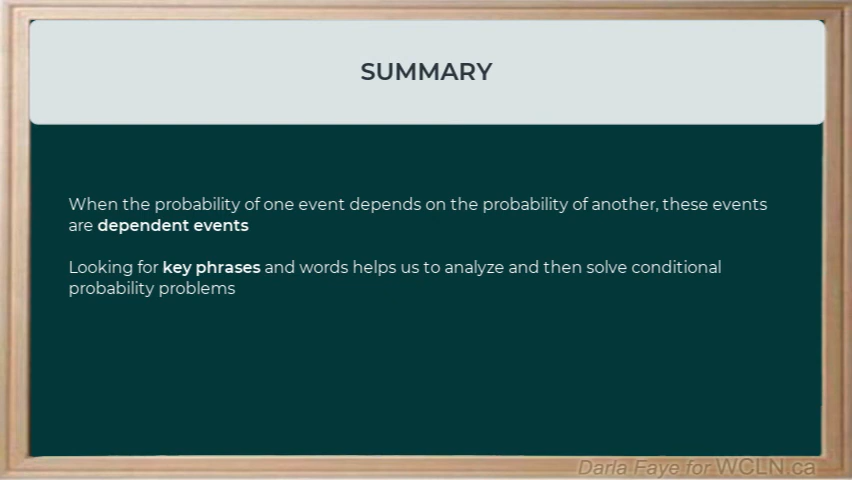 SUMMARY
When the probability of one event depends on the probability of another, these events
are dependent events
Looking for key phrases and words helps us to analyze and then solve conditional
probability problems
Darla Faye for WCLN.ca